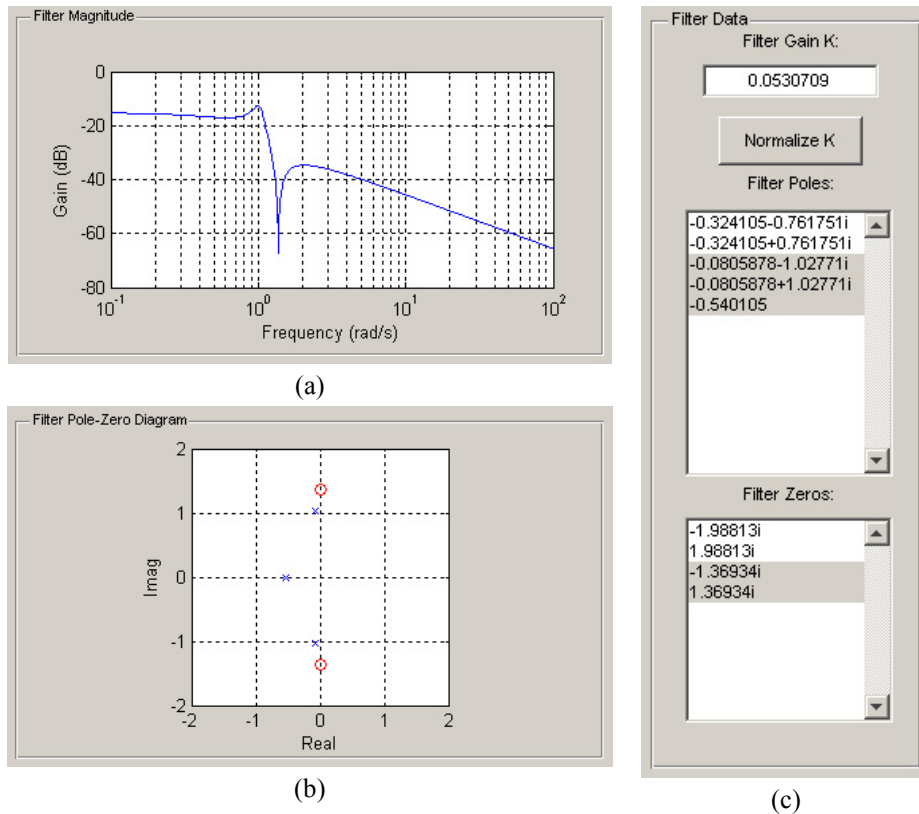 Filter Magnitude
0
-20
-40
-60
-80
Gain (dB)
10^-1
10^0
10^1
10^2
Frequency (rad/s)
(a)
Filter Pole-Zero Diagram
2
1
0
-1
-2
Imag
-2
-1
0
1
2
Real
(b)
Filter Data
Filter Gain K:
0.0530709
Normalize K
Filter Poles:
-0.324105-0.761751i
-0.324105+0.761751i
-0.0805878-1.02771i
-0.0805878+1.02771i
-0.540105
Filter Zeros:
-1.98813i
1.98813i
-1.36934i
1.36934i
(c)